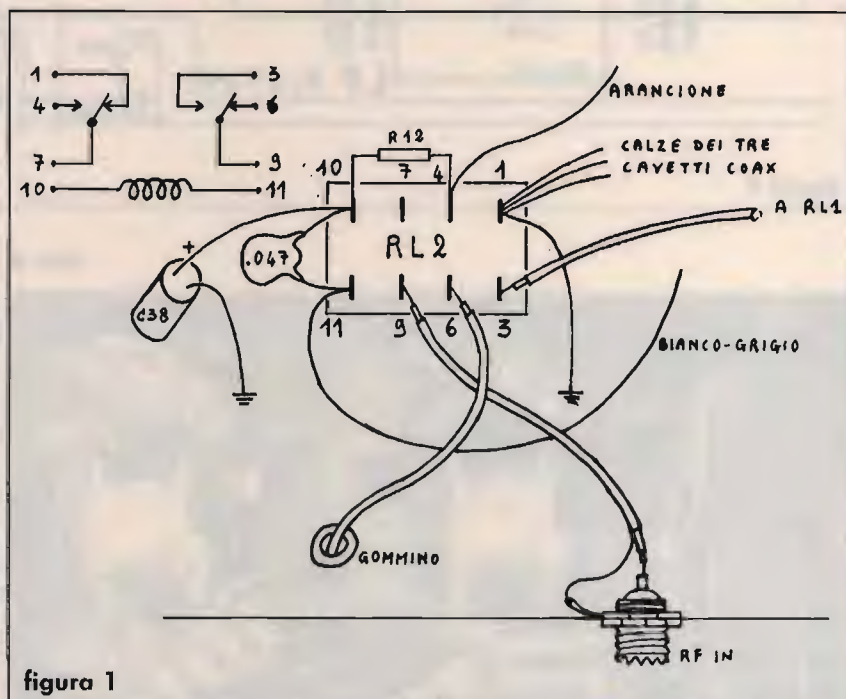 1
3
4
6
7
9
10
11
10
R12
7
4
1
ARANCIONE
CALZE DEI TRE
CAVETTI COAX
A RL1
RL2
+
C38
.047
11
9
6
3
BIANCO-GRIGIO
GOMMINO
RF IN
figura 1